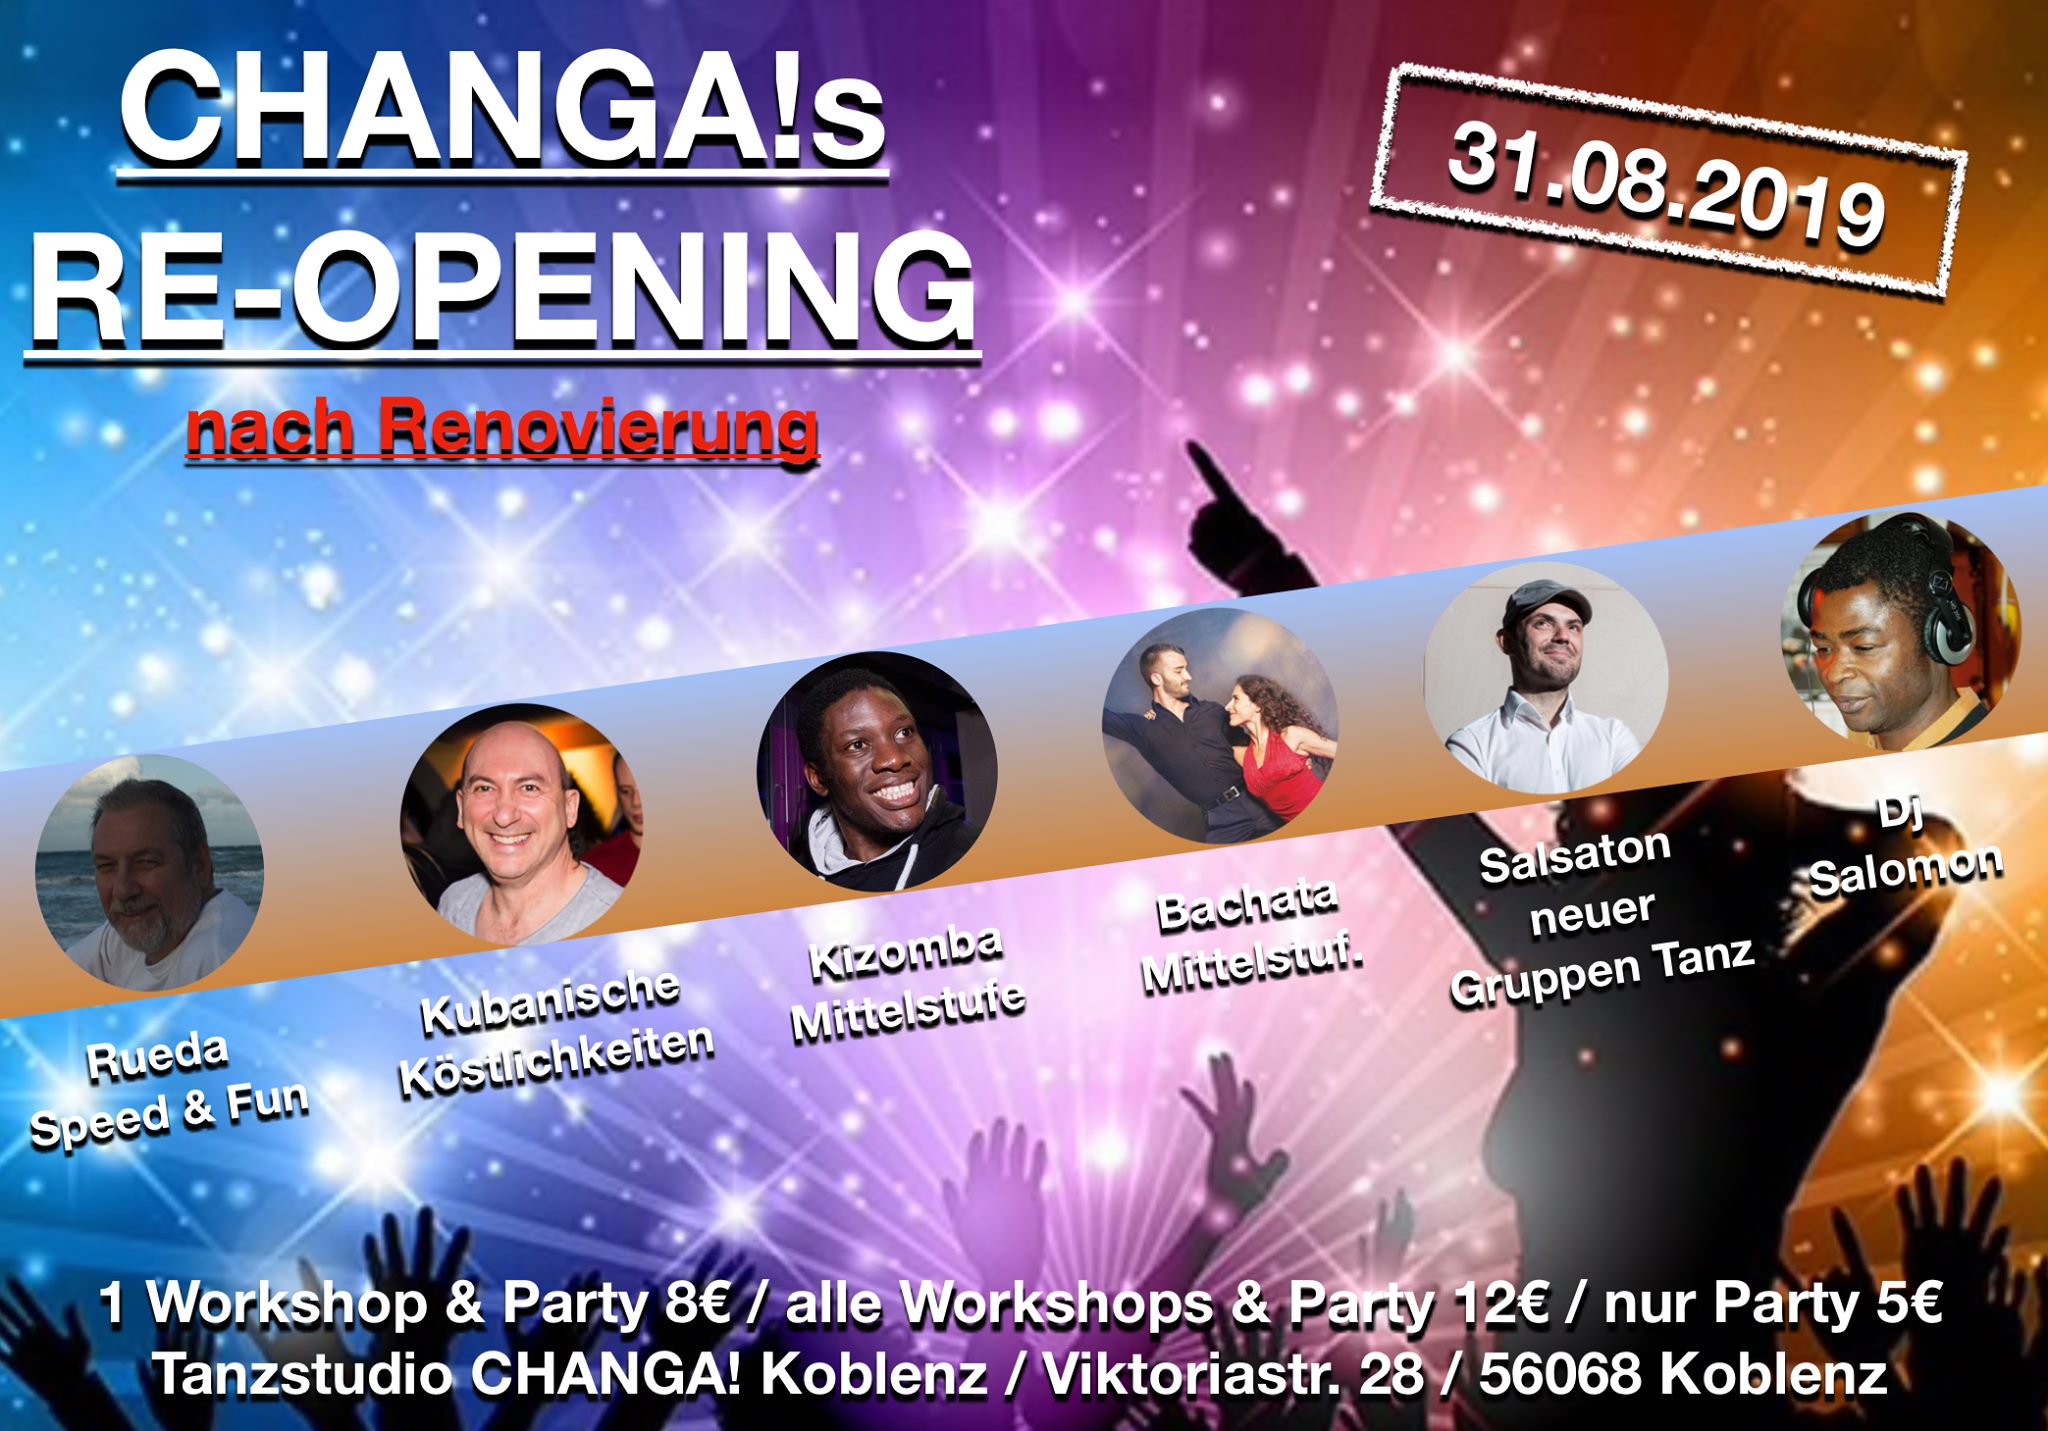 CHANGA!s
RE-OPENING
nach Renovierung
31.08.2019
Rueda
Speed & Fun
Kubanische
Köstlichkeiten
Kizomba
Mittelstufe
Bachata
Mittelstuf.
Salsaton
neuer
Gruppen Tanz
Dj
Salomon
1 Workshop & Party 8€ / alle Workshops & Party 12€ / nur Party 5€
Tanzstudio CHANGA! Koblenz / Viktoriastr. 28 / 56068 Koblenz